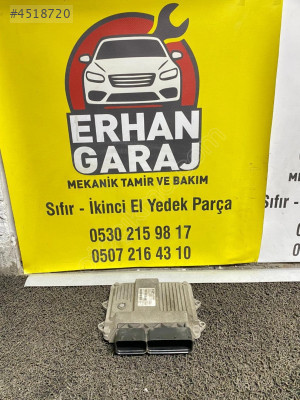 #4518720
ERHAN
GARAJ
MEKANİK TAMİR VE BAKIM
Sıfır - İkinci El Yedek Parça
0530 215 98 17
0507 216 43 10